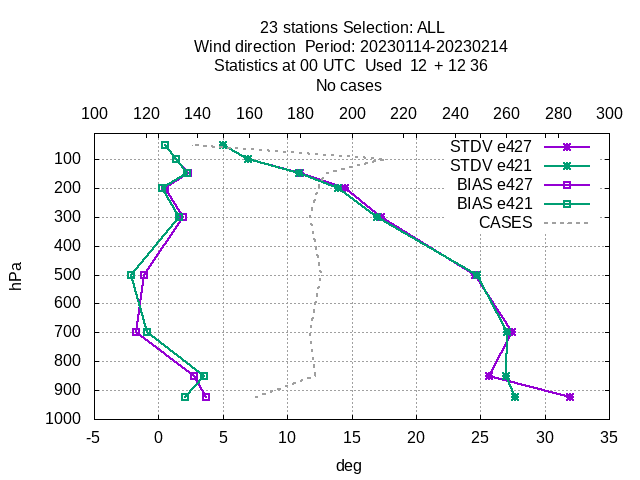 23 stations Selection: ALL
Wind direction  Period: 20230114-20230214
Statistics at 00 UTC  Used  12  + 12 36
No cases
100 120 140 160 180 200 220 240 260 280 300
STDV e427
STDV e421
BIAS e427
BIAS e421
CASES
hPa
100
200
300
400
500
600
700
800
900
1000
-5 0 5 10 15 20 25 30 35
deg